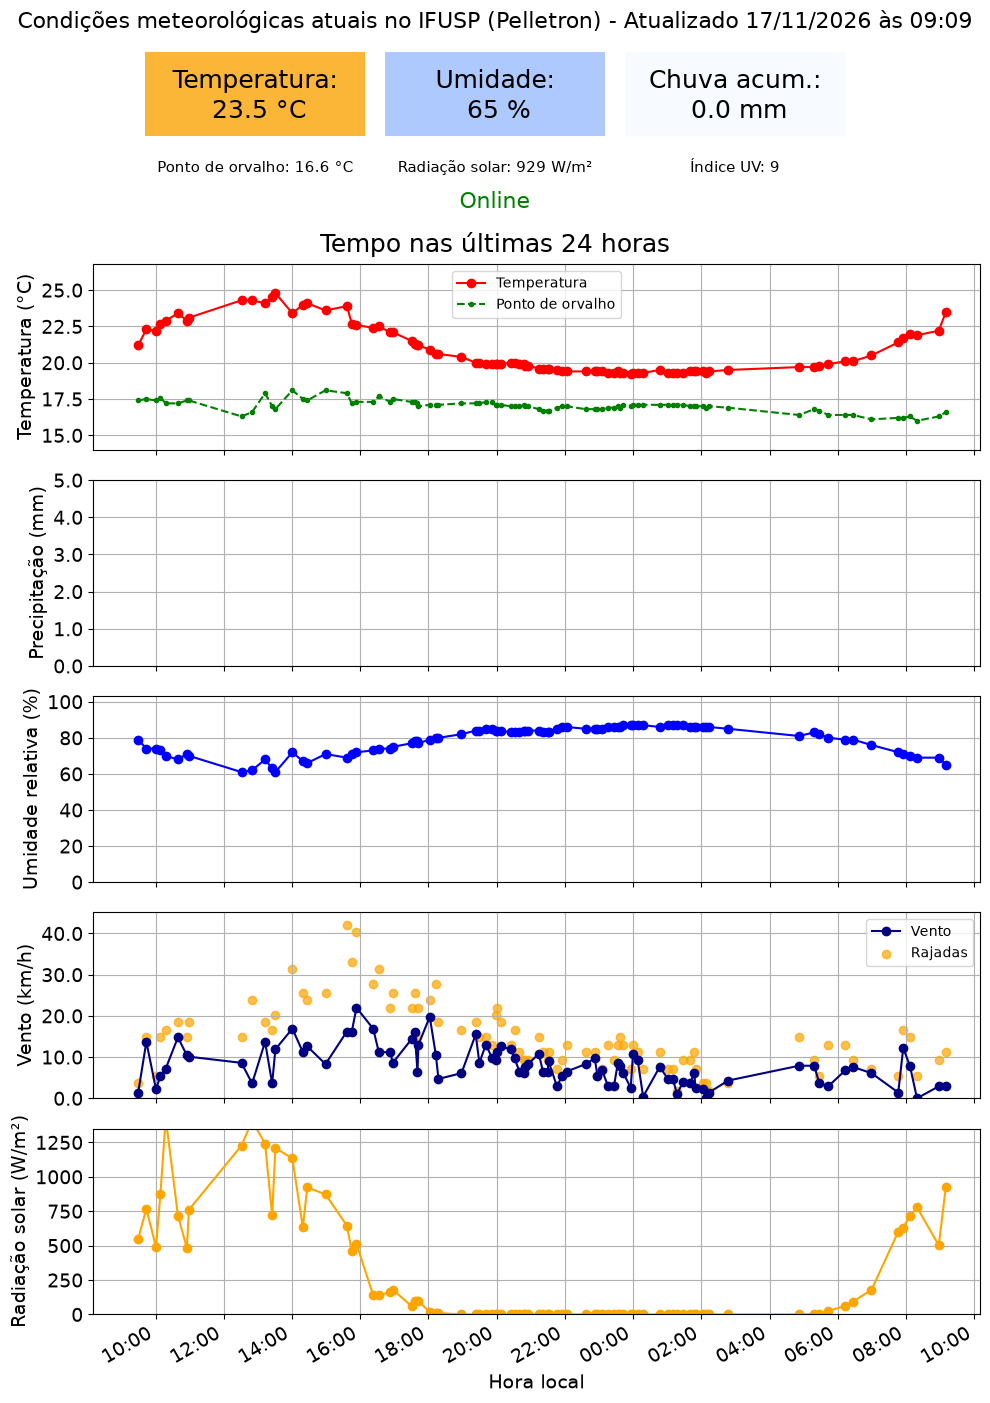 Condições meteorológicas atuais no IFUSP (Pelletron) - Atualizado 17/11/2026 às 09:09
Temperatura:
23.5 °C
Umidade:
65 %
Chuva acum.:
0.0 mm
Ponto de orvalho: 16.6 °C
Radiação solar: 929 W/m²
Índice UV: 9
Online
Tempo nas últimas 24 horas
Temperatura (°C)
25.0
22.5
20.0
17.5
15.0
Temperatura
Ponto de orvalho
Precipitação (mm)
5.0
4.0
3.0
2.0
1.0
0.0
Umidade relativa (%)
100
80
60
40
20
0
Vento (km/h)
40.0
30.0
20.0
10.0
0.0
Vento
Rajadas
Radiação solar (W/m²)
1250
1000
750
500
250
0
10:00 12:00 14:00 16:00 18:00 20:00 22:00 00:00 02:00 04:00 06:00 08:00 10:00
Hora local